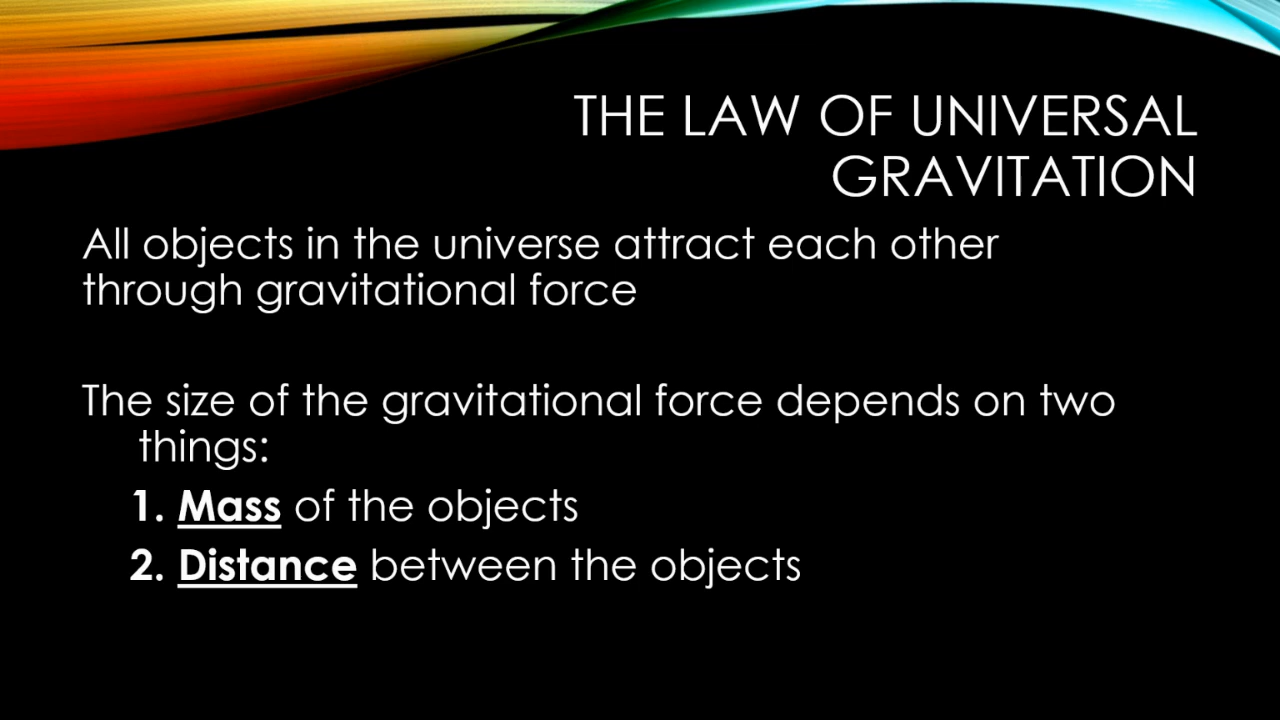 THE LAW OF UNIVERSAL
GRAVITATION
All objects in the universe attract each other
through gravitational force
The size of the gravitational force depends on two
things:
1. Mass of the objects
2. Distance between the objects